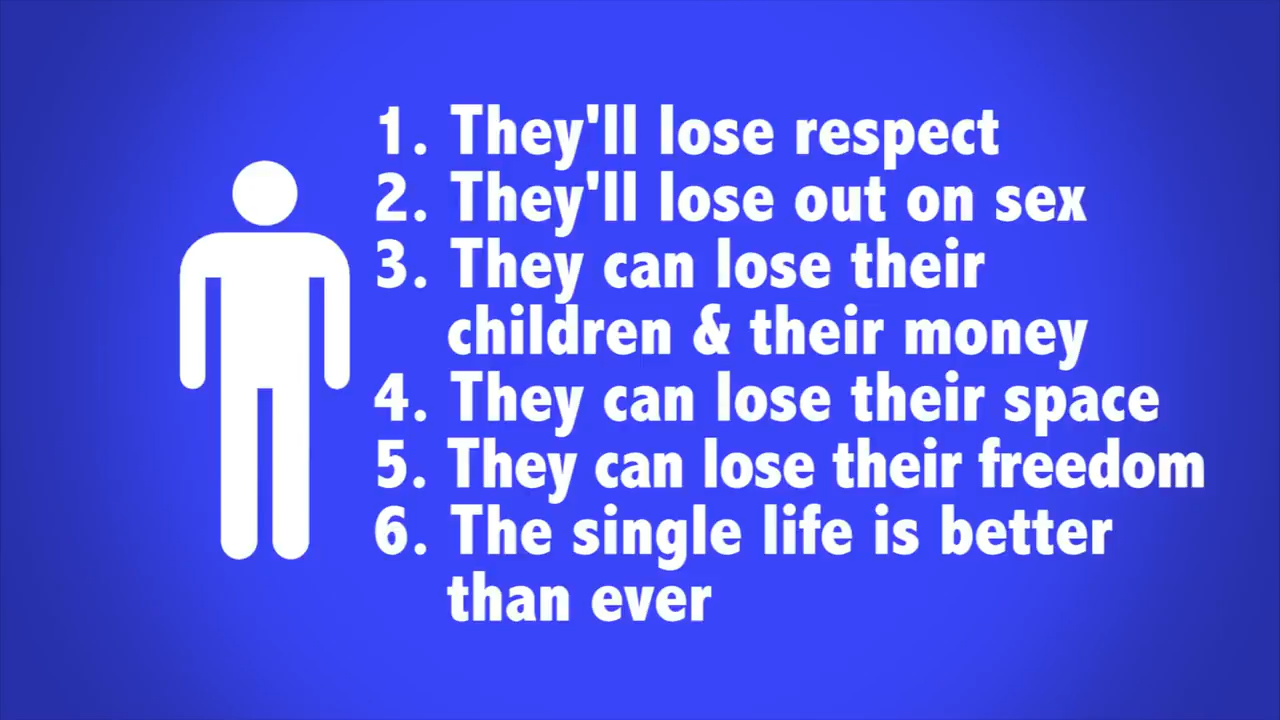 1. They'll lose respect
2. They'll lose out on sex
3. They can lose their
children & their money
4. They can lose their space
5. They can lose their freedom
6. The single life is better
than ever